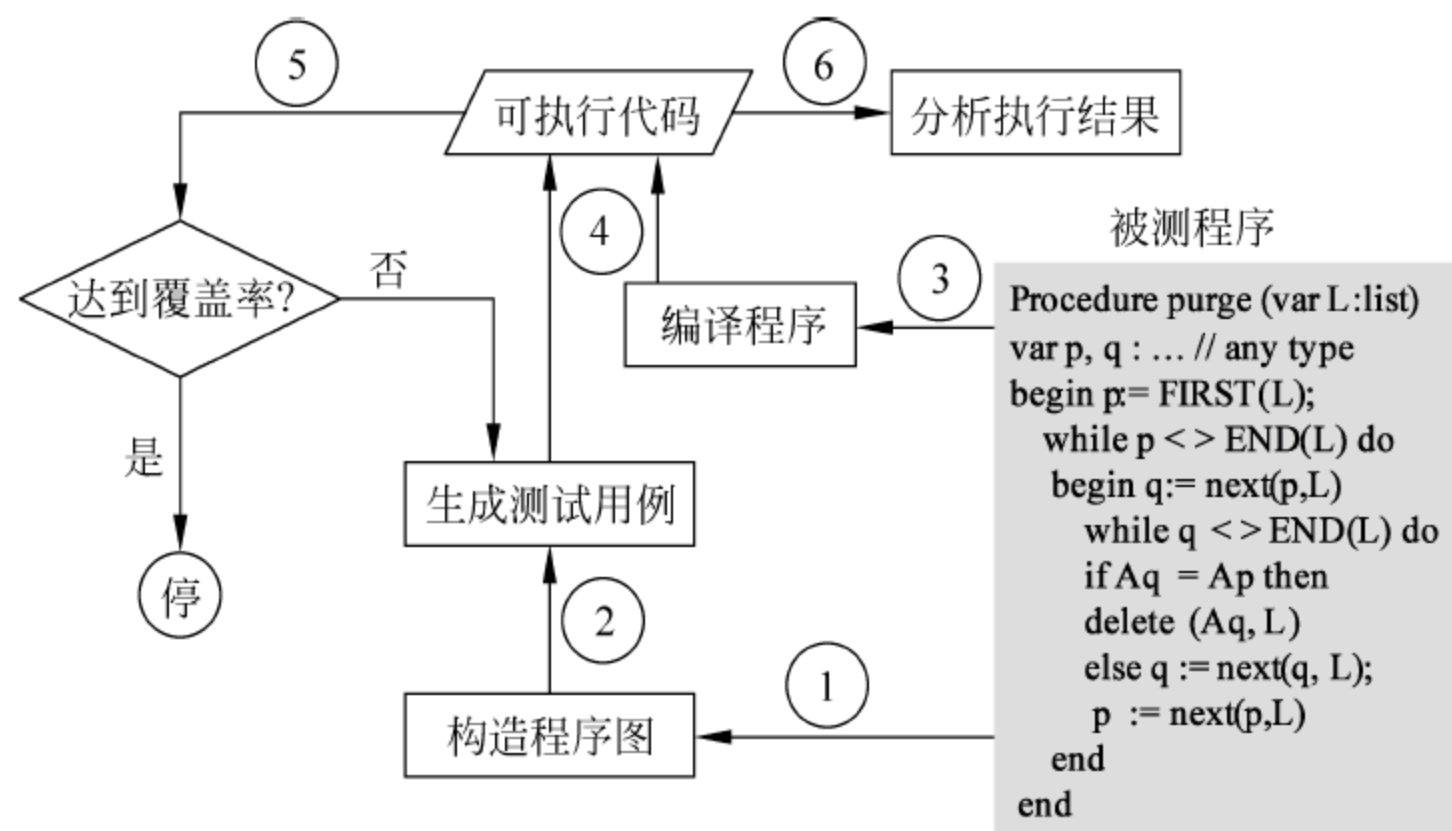 ⑤
⑥
可执行代码
分析执行结果
④
被测程序
③
达到覆盖率?
否
编译程序
Procedure purge (var L:list)
var p, q : … // any type
begin p:= FIRST(L);
while p < > END(L) do
begin q:= next(p,L)
while q < > END(L) do
if Aq = Ap then
delete (Aq, L)
else q := next(q, L);
p := next(p,L)
end
end
是
生成测试用例
停
②
①
构造程序图